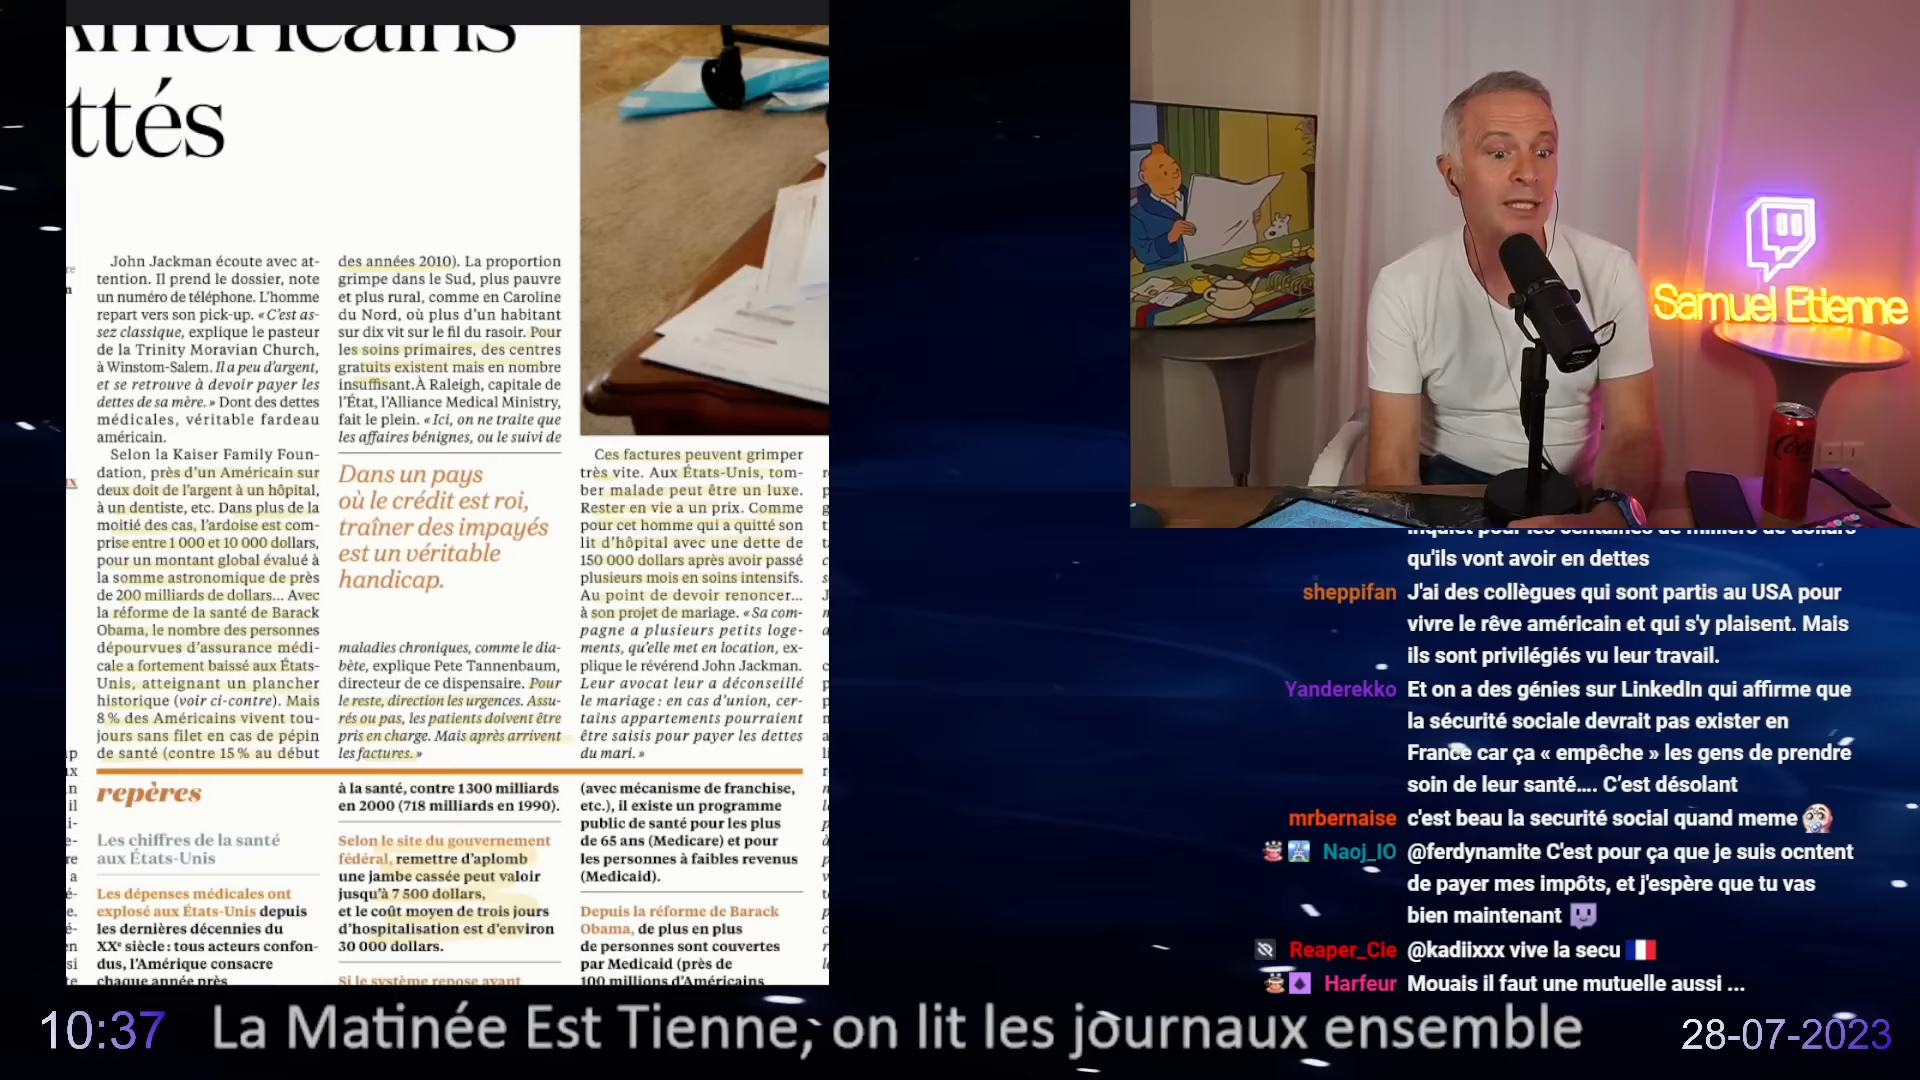 Américains
ttés
John Jackman écoute avec at-
tention. Il prend le dossier, note
un numéro de téléphone. L'homme
repart vers son pick-up. « C'est as-
sez classique, explique le pasteur
de la Trinity Moravian Church,
à Winstom-Salem. Il a peu d'argent,
et se retrouve à devoir payer les
dettes de sa mère. » Dont des dettes
médicales, véritable fardeau
américain.
Selon la Kaiser Family Foun-
dation, près d'un Américain sur
deux doit de l'argent à un hôpital,
à un dentiste, etc. Dans plus de la
moitié des cas, l'ardoise est com-
prise entre 1 000 et 10 000 dollars,
pour un montant global évalué à
la somme astronomique de près
de 200 milliards de dollars... Avec
la réforme de la santé de Barack
Obama, le nombre des personnes
dépourvues d'assurance médi-
cale a fortement baissé aux États-
Unis, atteignant un plancher
historique (voir ci-contre). Mais
8 % des Américains vivent tou-
jours sans filet en cas de pépin
de santé (contre 15 % au début
des années 2010). La proportion
grimpe dans le Sud, plus pauvre
et plus rural, comme en Caroline
du Nord, où plus d'un habitant
sur dix vit sur le fil du rasoir. Pour
les soins primaires, des centres
gratuits existent mais en nombre
insuffisant. À Raleigh, capitale de
l'État, l'Alliance Medical Ministry,
fait le plein. « Ici, on ne traite que
les affaires bénignes, ou le suivi de
Dans un pays
où le crédit est roi,
traîner des impayés
est un véritable
handicap.
maladies chroniques, comme le dia-
bète, explique Pete Tannenbaum,
directeur de ce dispensaire. Pour
le reste, direction les urgences. Assu-
rés ou pas, les patients doivent être
pris en charge. Mais après arrivent
les factures. »
Ces factures peuvent grimper
très vite. Aux États-Unis, tom-
ber malade peut être un luxe.
Rester en vie a un prix. Comme
pour cet homme qui a quitté son
lit d'hôpital avec une dette de
150 000 dollars après avoir passé
plusieurs mois en soins intensifs.
Au point de devoir renoncer...
à son projet de mariage. « Sa com-
pagne a plusieurs petits loge-
ments, qu'elle met en location, ex-
plique le révérend John Jackman.
Leur avocat leur a déconseillé
le mariage : en cas d'union, cer-
tains appartements pourraient
être saisis pour payer les dettes
du mari. »
repères
Les chiffres de la santé
aux États-Unis
Les dépenses médicales ont
explosé aux États-Unis depuis
les dernières décennies du
XXe siècle : tous acteurs confon-
dus, l'Amérique consacre
chaque année près
à la santé, contre 1300 milliards
en 2000 (718 milliards en 1990).
Selon le site du gouvernement
fédéral, remettre d'aplomb
une jambe cassée peut valoir
jusqu'à 7 500 dollars,
et le coût moyen de trois jours
d'hospitalisation est d'environ
30 000 dollars.
Si le système repose avant
(avec mécanisme de franchise,
etc.), il existe un programme
public de santé pour les plus
de 65 ans (Medicare) et pour
les personnes à faibles revenus
(Medicaid).
Depuis la réforme de Barack
Obama, de plus en plus
de personnes sont couvertes
par Medicaid (près de
100 millions d'Américains
Samuel Etienne
inquiet pour les centaines de milliers de dollars
qu'ils vont avoir en dettes
sheppifan J'ai des collègues qui sont partis au USA pour
vivre le rêve américain et qui s'y plaisent. Mais
ils sont privilégiés vu leur travail.
Yanderekko Et on a des génies sur LinkedIn qui affirme que
la sécurité sociale devrait pas exister en
France car ça « empêche » les gens de prendre
soin de leur santé.... C'est désolant
mrbernaise c'est beau la securité social quand meme
Naoj_IO @ferdynamite C'est pour ça que je suis ocntent
de payer mes impôts, et j'espère que tu vas
bien maintenant
Reaper_Cie @kadiixxx vive la secu
Harfeur Mouais il faut une mutuelle aussi ...
10:37 La Matinée Est Tienne, on lit les journaux ensemble 28-07-2023